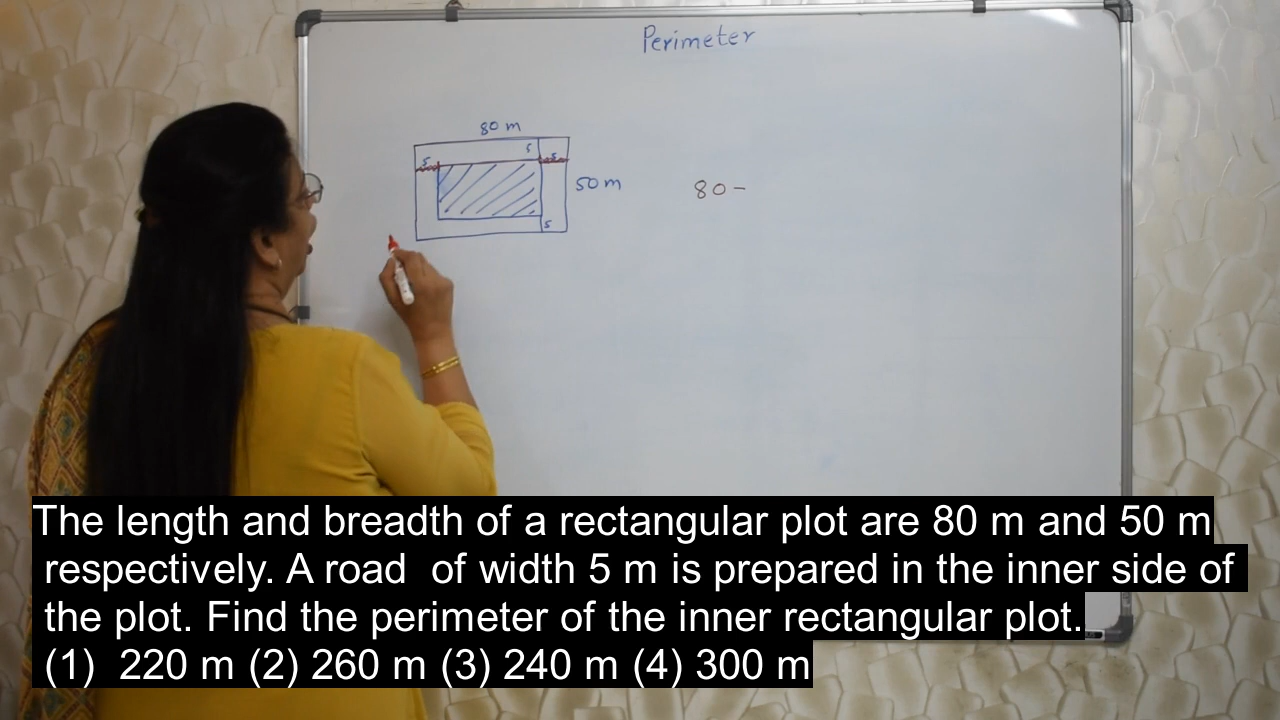 Perimeter
80 m
5
5 5
50 m
80 -
5
The length and breadth of a rectangular plot are 80 m and 50 m
respectively. A road of width 5 m is prepared in the inner side of
the plot. Find the perimeter of the inner rectangular plot.
(1) 220 m (2) 260 m (3) 240 m (4) 300 m